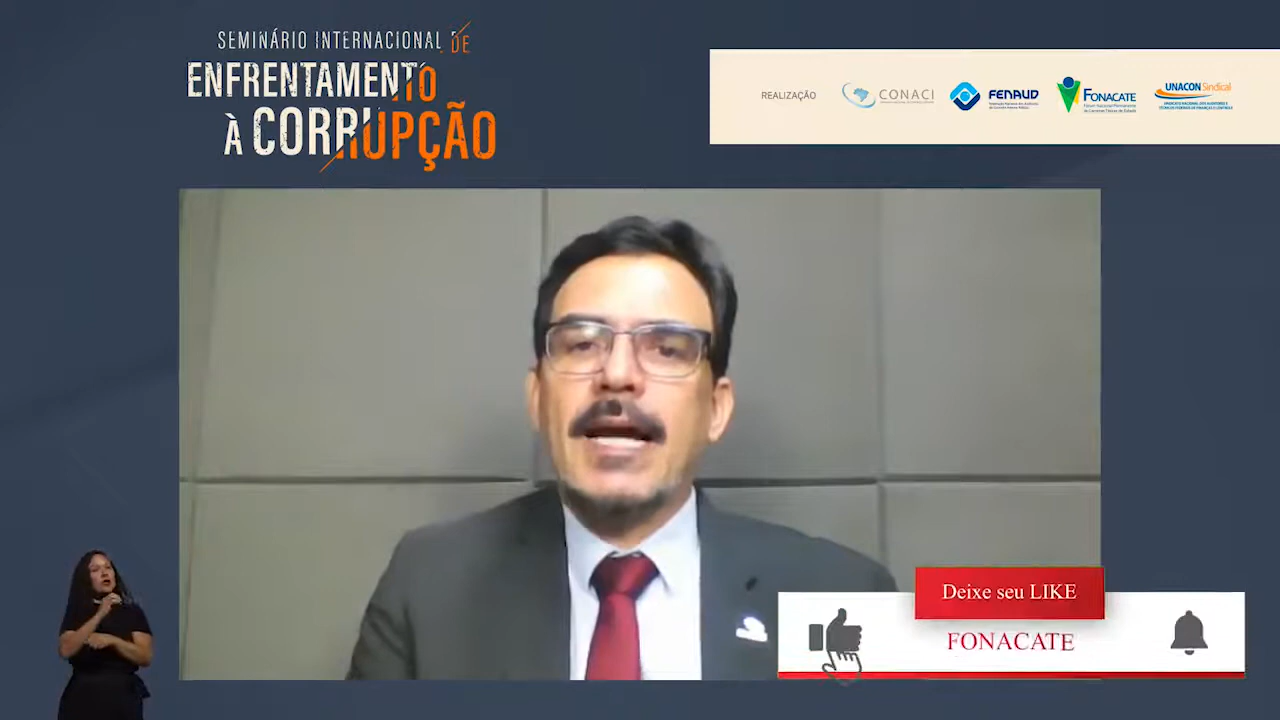 SEMINÁRIO INTERNACIONAL DE
ENFRENTAMENTO
À CORRUPÇÃO
REALIZAÇÃO
CONACI
FENAUD
FONACATE
UNACON Sindical
Deixe seu LIKE
FONACATE